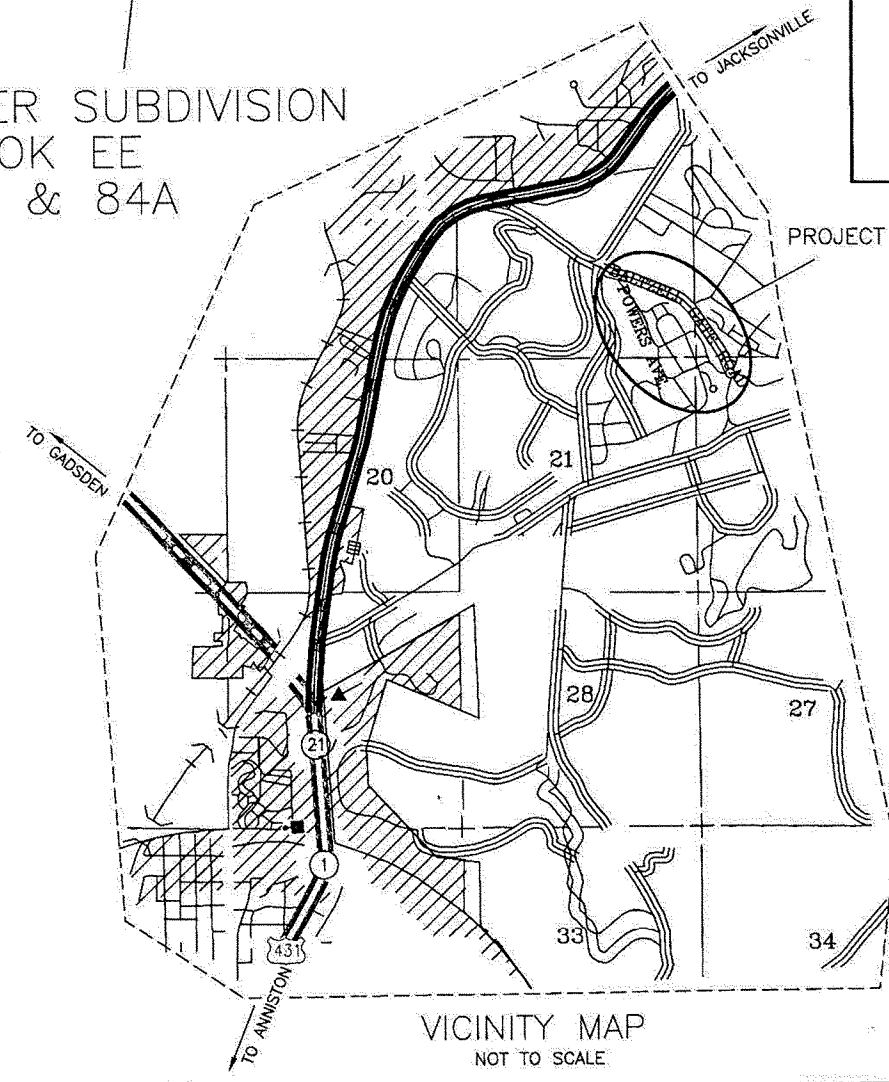 ER SUBDIVISION
OK EE
& 84A
TO JACKSONVILLE
PROJECT
POWERS AVE
ROAD
TO GADSDEN
20
21
28
27
21
1
33
34
431
TO ANNISTON
VICINITY MAP
NOT TO SCALE